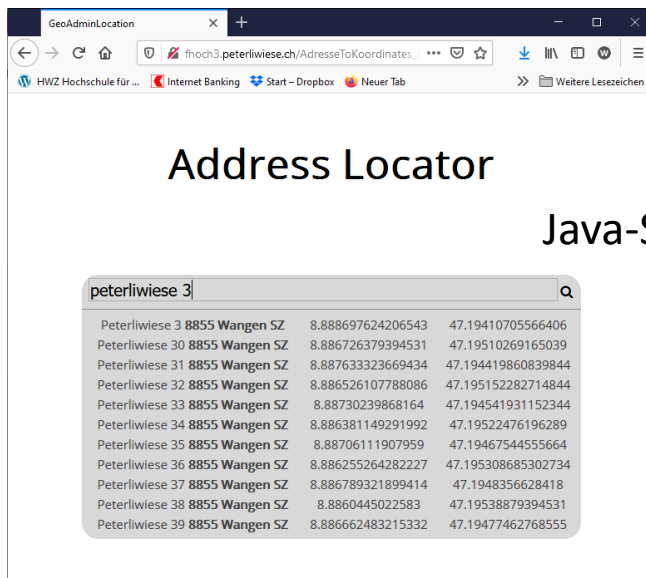 GeoAdminLocation
fhoch3.peterliwiese.ch/AdresseToKoordinates_
HWZ Hochschule für ... Internet Banking Start – Dropbox Neuer Tab Weitere Lesezeichen
Address Locator
Java-S
peterliwiese 3
Peterliwiese 3 8855 Wangen SZ 8.888697624206543 47.19410705566406
Peterliwiese 30 8855 Wangen SZ 8.886726379394531 47.19510269165039
Peterliwiese 31 8855 Wangen SZ 8.887633323669434 47.194419860839844
Peterliwiese 32 8855 Wangen SZ 8.886526107788086 47.195152282714844
Peterliwiese 33 8855 Wangen SZ 8.88730239868164 47.194541931152344
Peterliwiese 34 8855 Wangen SZ 8.886381149291992 47.19522476196289
Peterliwiese 35 8855 Wangen SZ 8.88706111907959 47.19467544555664
Peterliwiese 36 8855 Wangen SZ 8.886255264282227 47.195308685302734
Peterliwiese 37 8855 Wangen SZ 8.886789321899414 47.1948356628418
Peterliwiese 38 8855 Wangen SZ 8.8860445022583 47.19538879394531
Peterliwiese 39 8855 Wangen SZ 8.886662483215332 47.19477462768555